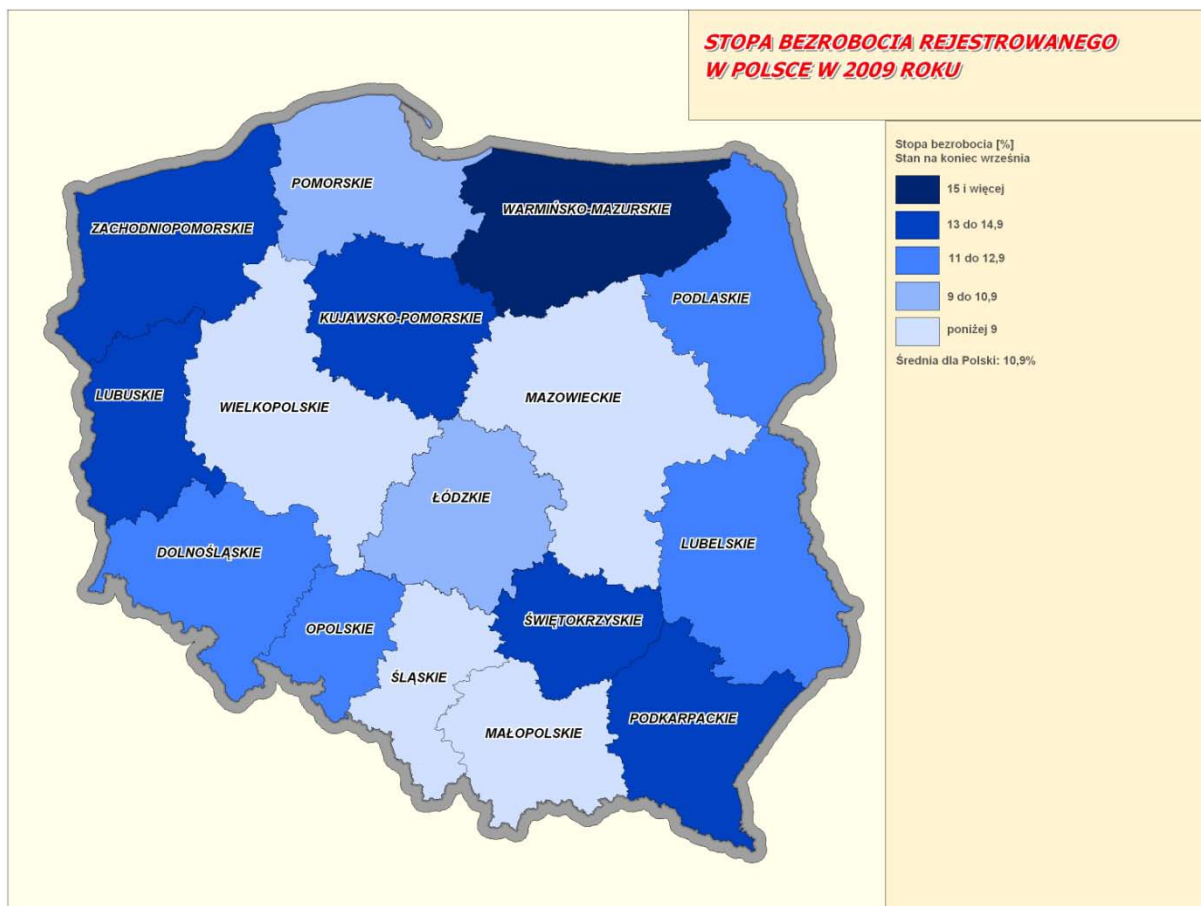 STOPA BEZROBOCIA REJESTROWANEGO
W POLSCE W 2009 ROKU
Stopa bezrobocia [%]
Stan na koniec września
15 i więcej
13 do 14,9
11 do 12,9
9 do 10,9
poniżej 9
Średnia dla Polski: 10,9%
POMORSKIE
WARMIŃSKO-MAZURSKIE
ZACHODNIOPOMORSKIE
PODLASKIE
KUJAWSKO-POMORSKIE
LUBUSKIE
WIELKOPOLSKIE
MAZOWIECKIE
ŁÓDZKIE
DOLNOŚLĄSKIE
LUBELSKIE
OPOLSKIE
ŚWIĘTOKRZYSKIE
ŚLĄSKIE
PODKARPACKIE
MAŁOPOLSKIE